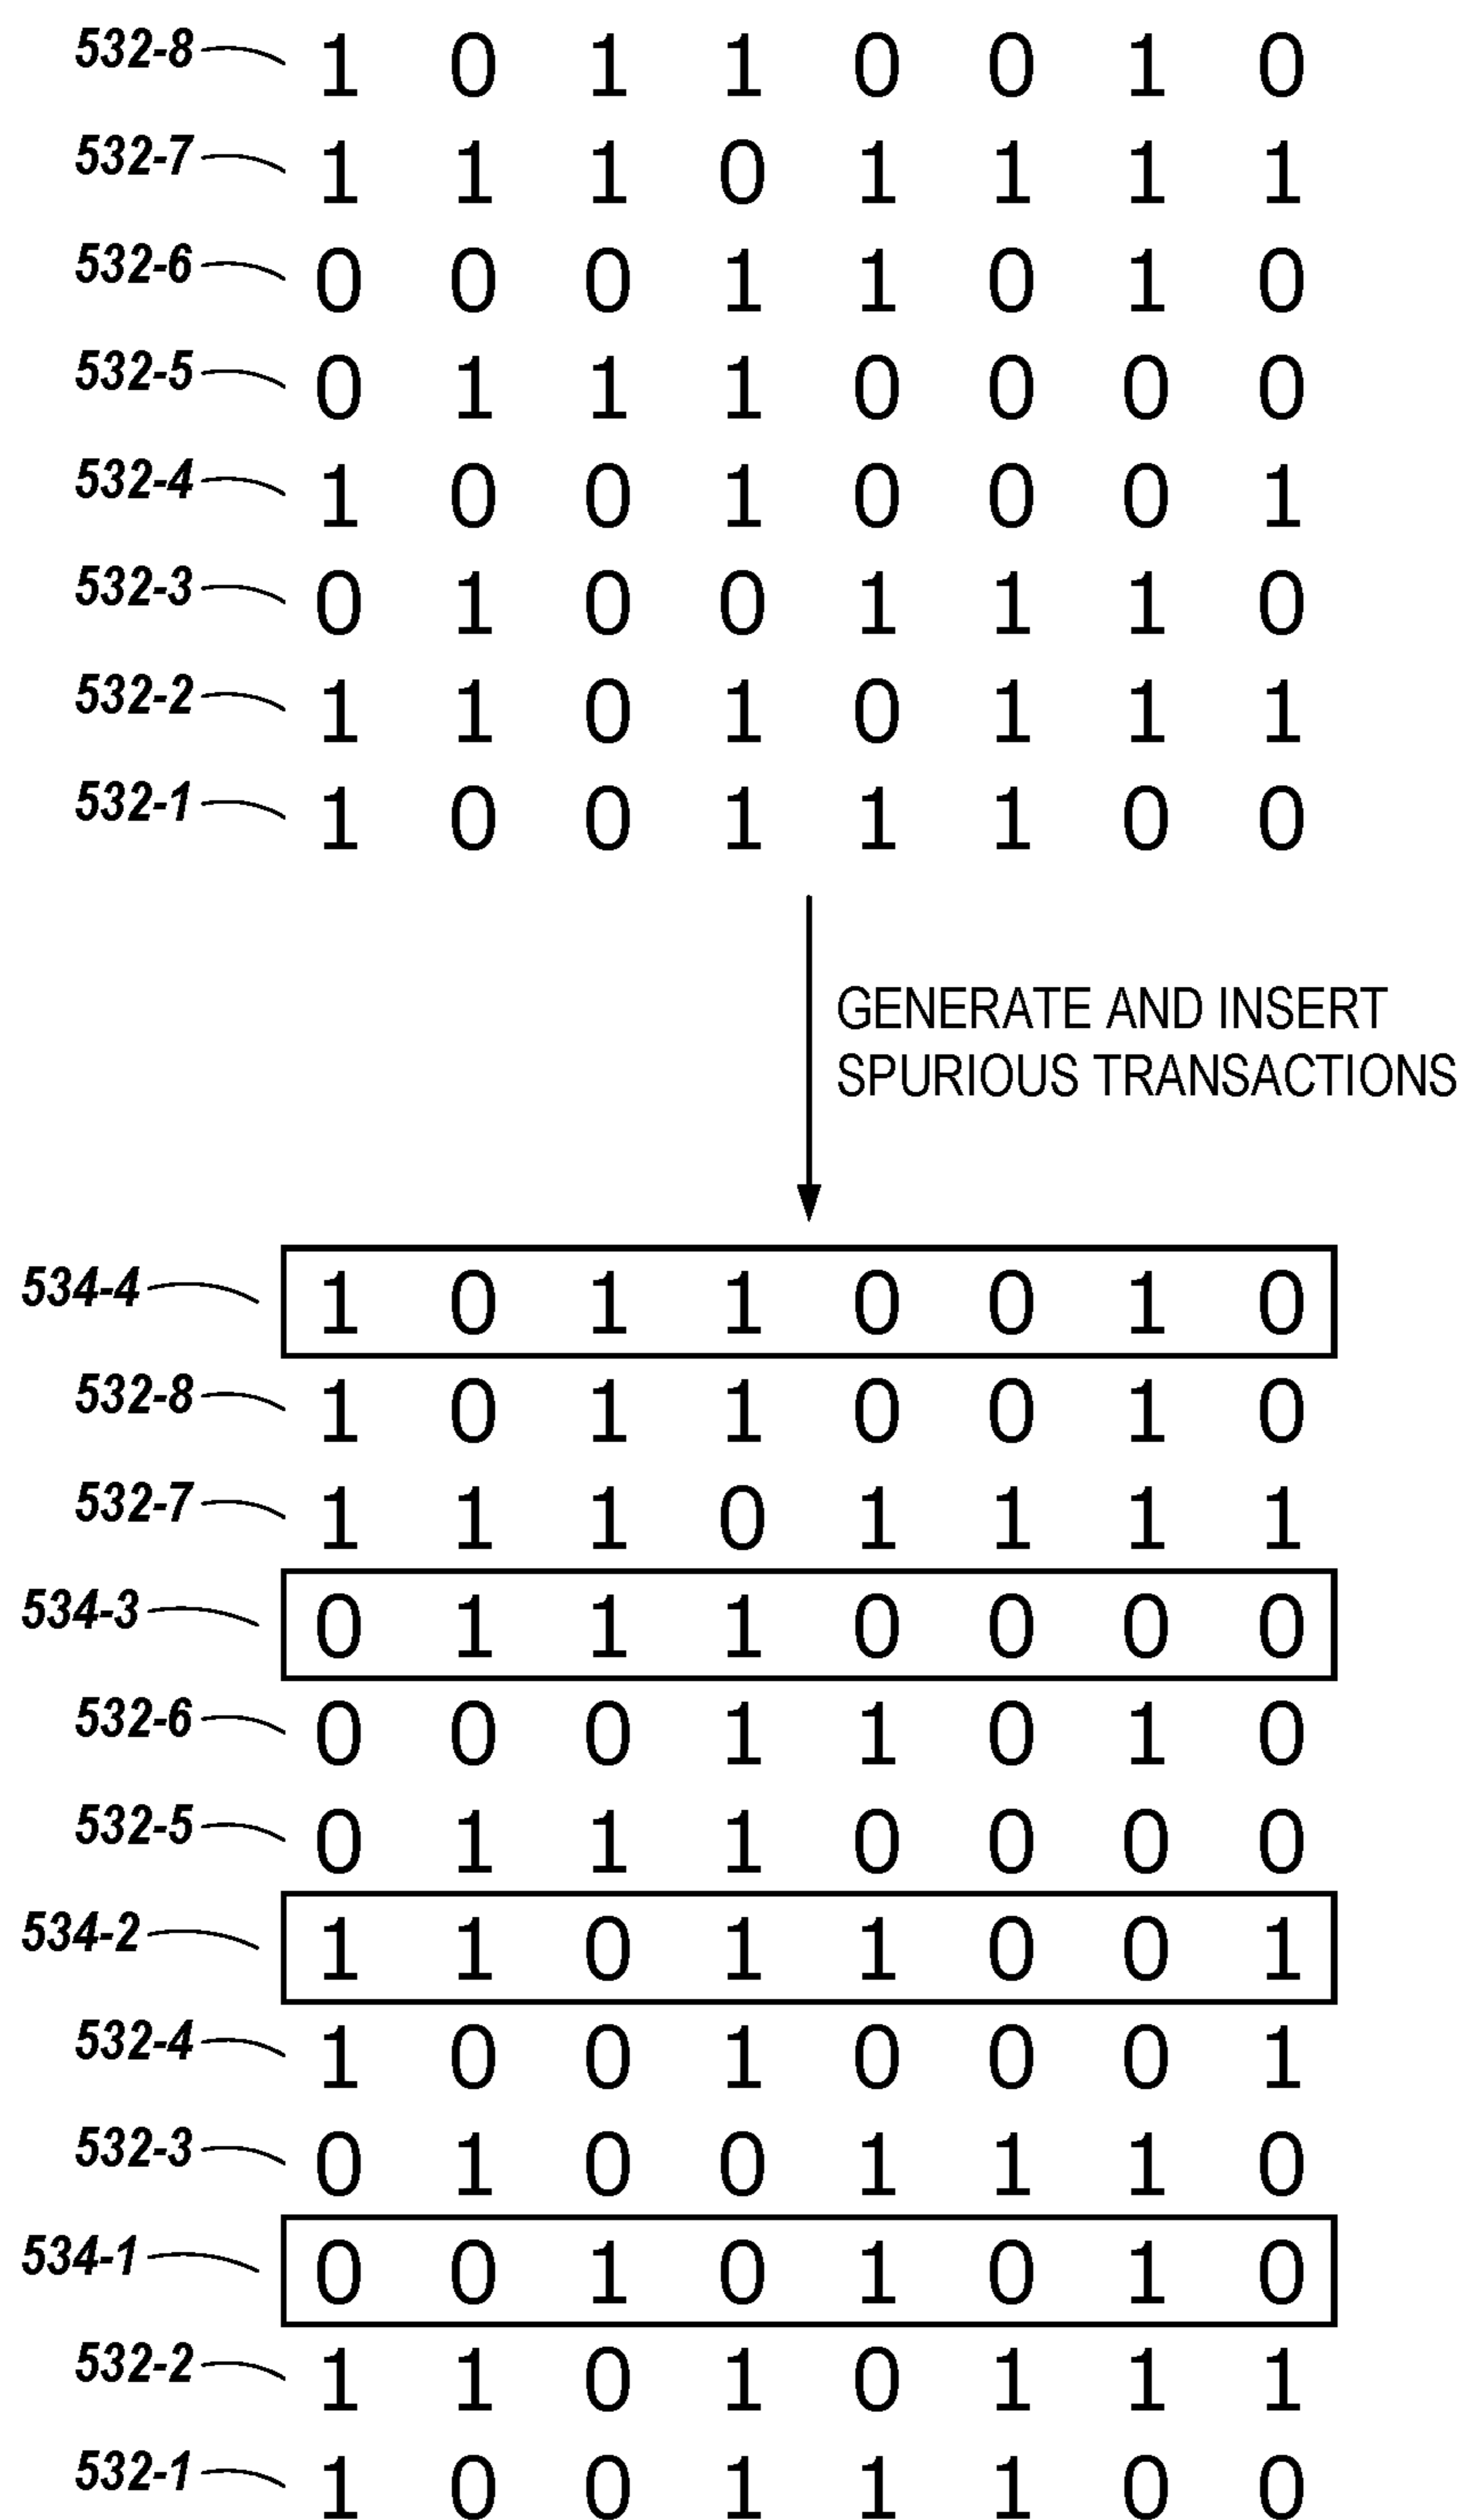 532-8 1 0 1 1 0 0 1 0
532-7 1 1 1 0 1 1 1 1
532-6 0 0 0 1 1 0 1 0
532-5 0 1 1 1 0 0 0 0
532-4 1 0 0 1 0 0 0 1
532-3 0 1 0 0 1 1 1 0
532-2 1 1 0 1 0 1 1 1
532-1 1 0 0 1 1 1 0 0
GENERATE AND INSERT
SPURIOUS TRANSACTIONS
534-4 1 0 1 1 0 0 1 0
532-8 1 0 1 1 0 0 1 0
532-7 1 1 1 0 1 1 1 1
534-3 0 1 1 1 0 0 0 0
532-6 0 0 0 1 1 0 1 0
532-5 0 1 1 1 0 0 0 0
534-2 1 1 0 1 1 0 0 1
532-4 1 0 0 1 0 0 0 1
532-3 0 1 0 0 1 1 1 0
534-1 0 0 1 0 1 0 1 0
532-2 1 1 0 1 0 1 1 1
532-1 1 0 0 1 1 1 0 0